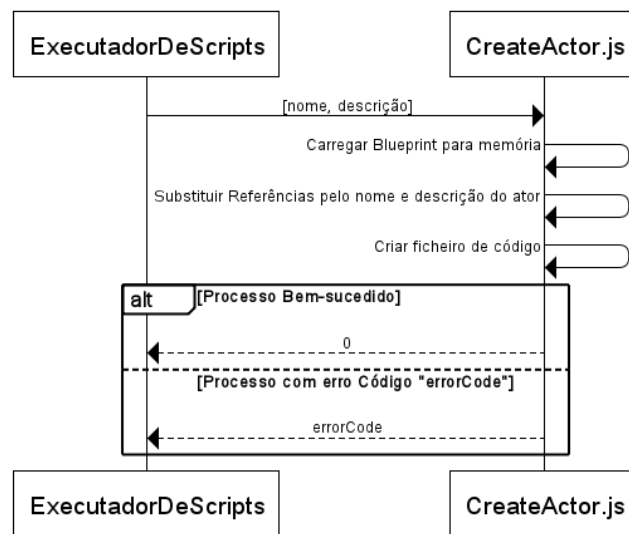 ExecutadorDeScripts
CreateActor.js
[nome, descrição]
Carregar Blueprint para memória
Substituir Referências pelo nome e descrição do ator
Criar ficheiro de código
alt
[Processo Bem-sucedido]
0
[Processo com erro Código "errorCode"]
errorCode
ExecutadorDeScripts
CreateActor.js